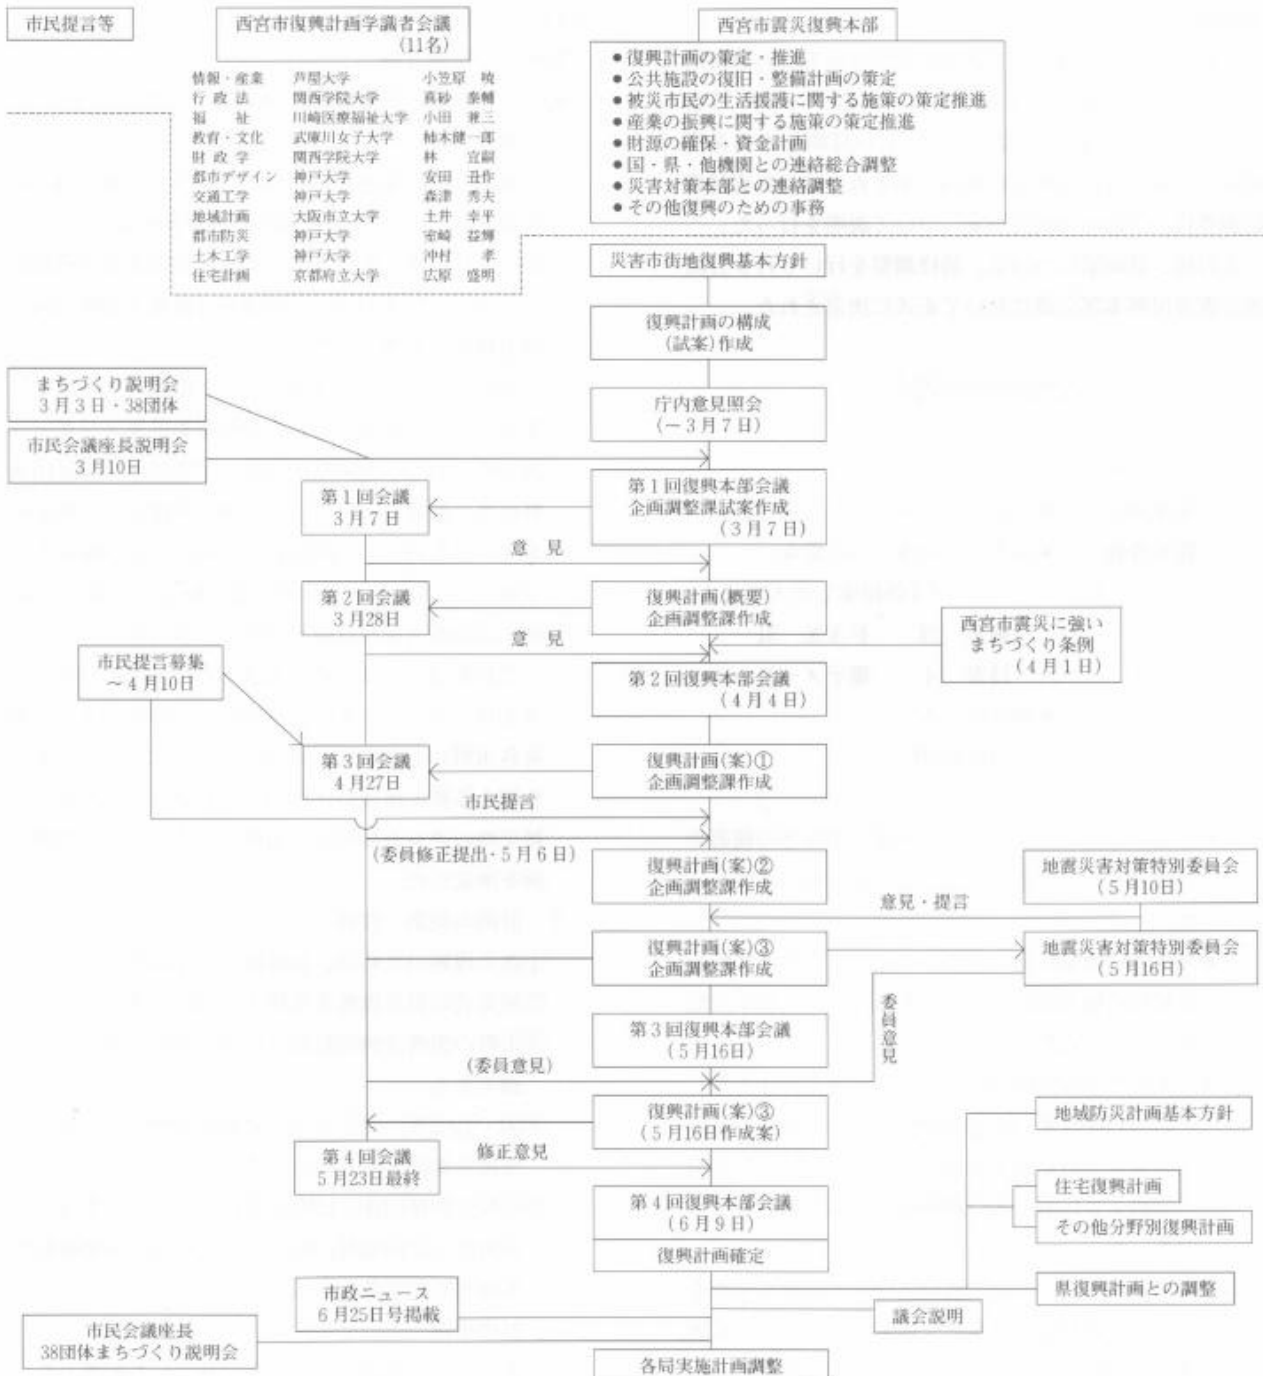 市民提言等
西宮市復興計画学識者会議
(11名)
情報・産業 芦屋大学 小笠原 暁
行政法 関西学院大学 真砂 泰輔
福祉 川崎医療福祉大学 小田 兼三
教育・文化 武庫川女子大学 柿木健一郎
財政学 関西学院大学 林 宜嗣
都市デザイン 神戸大学 安田 丑作
交通工学 神戸大学 森津 秀夫
地域計画 大阪市立大学 土井 幸平
都市防災 神戸大学 室崎 益輝
土木工学 神戸大学 沖村 孝
住宅計画 京都府立大学 広原 盛明
西宮市震災復興本部
●復興計画の策定・推進
●公共施設の復旧・整備計画の策定
●被災市民の生活援護に関する施策の策定推進
●産業の振興に関する施策の策定推進
●財源の確保・資金計画
●国・県・他機関との連絡総合調整
●災害対策本部との連絡調整
●その他復興のための事務
災害市街地復興基本方針
復興計画の構成
(試案)作成
まちづくり説明会
3月3日・38団体
庁内意見照会
(~3月7日)
市民会議座長説明会
3月10日
第1回会議
3月7日
第1回復興本部会議
企画調整課試案作成
(3月7日)
意見
第2回会議
3月28日
復興計画(概要)
企画調整課作成
西宮市震災に強い
まちづくり条例
(4月1日)
意見
市民提言募集
~4月10日
第2回復興本部会議
(4月4日)
第3回会議
4月27日
復興計画(案)①
企画調整課作成
市民提言
(委員修正提出・5月6日)
復興計画(案)②
企画調整課作成
地震災害対策特別委員会
(5月10日)
意見・提言
復興計画(案)③
企画調整課作成
地震災害対策特別委員会
(5月16日)
委員意見
第3回復興本部会議
(5月16日)
(委員意見)
復興計画(案)③
(5月16日作成案)
地域防災計画基本方針
第4回会議
5月23日最終
修正意見
住宅復興計画
第4回復興本部会議
(6月9日)
その他分野別復興計画
復興計画確定
県復興計画との調整
市政ニュース
6月25日号掲載
議会説明
市民会議座長
38団体まちづくり説明会
各局実施計画調整